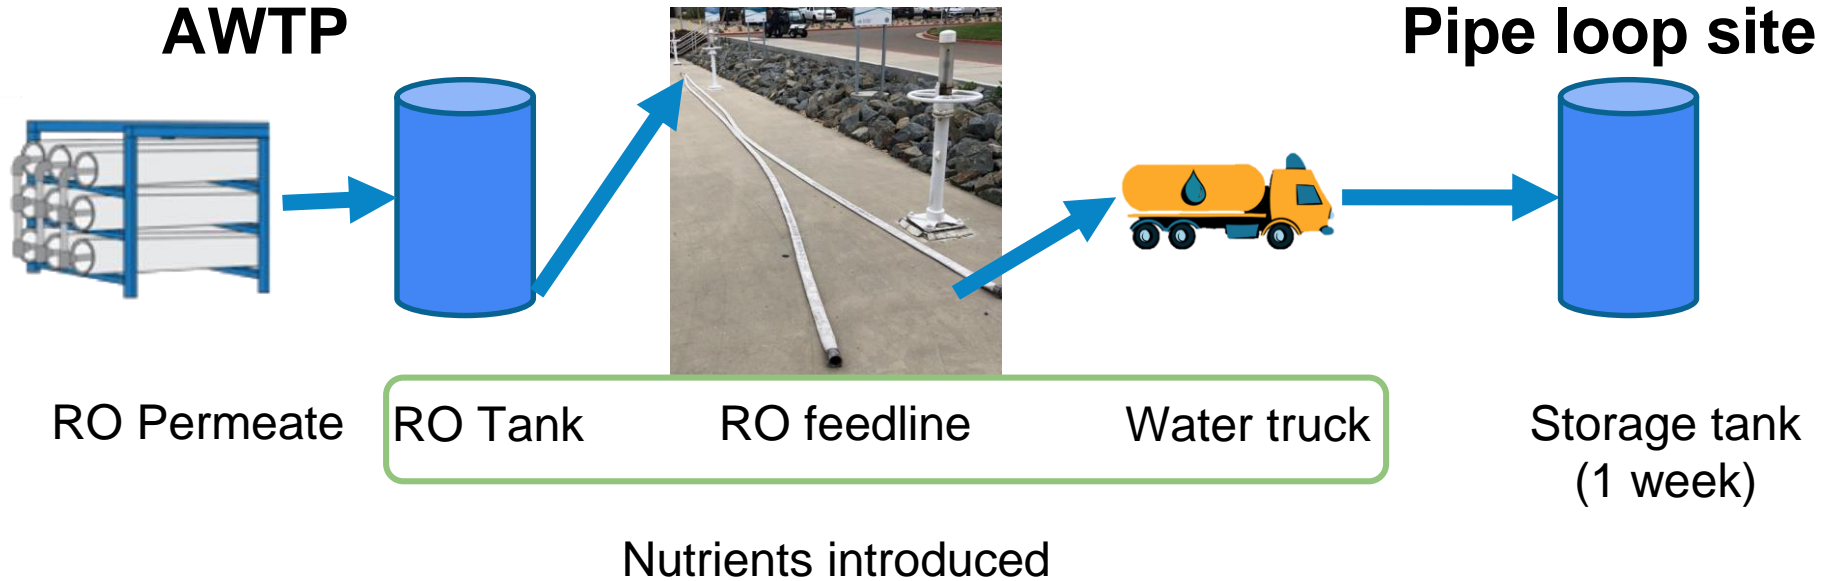 AWTP
Pipe loop site
RO Permeate
RO Tank
RO feedline
Water truck
Storage tank
(1 week)
Nutrients introduced